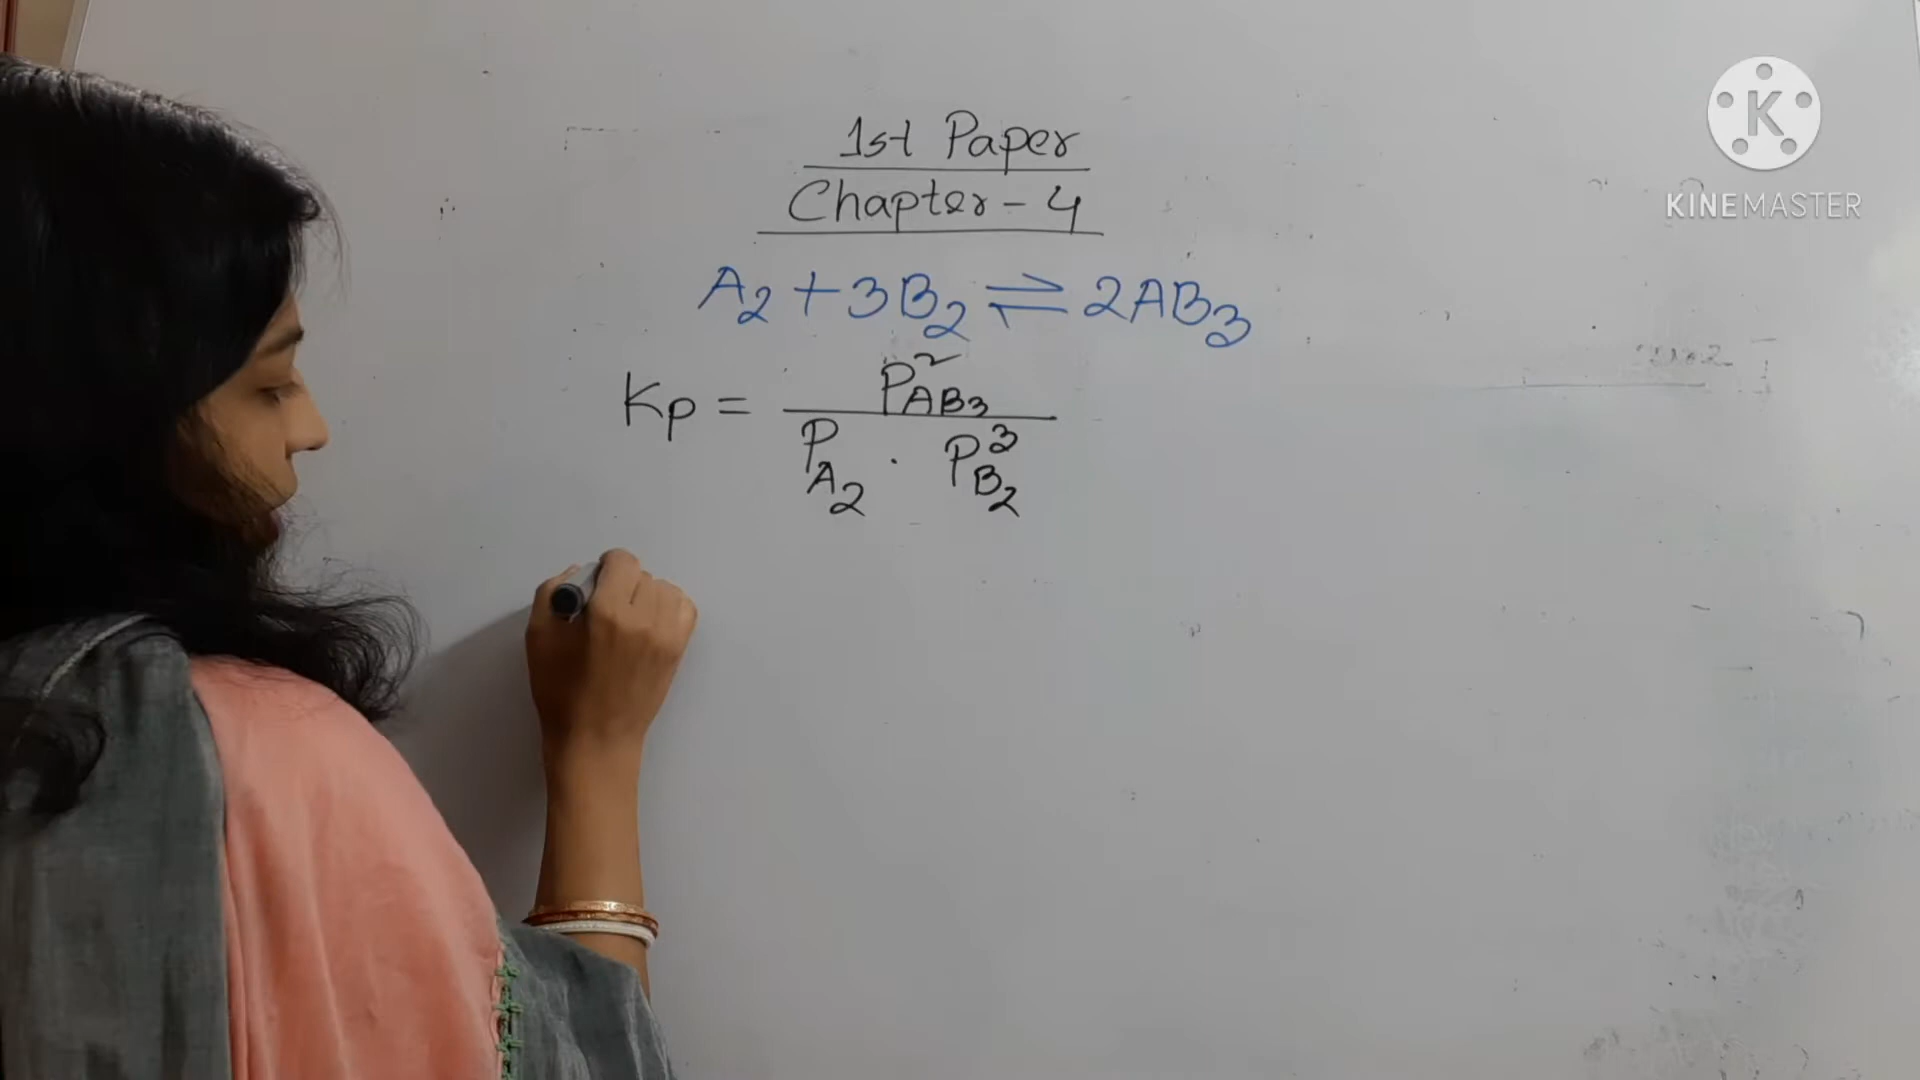 1st Paper
Chapter - 4
A₂ + 3B₂ ⇌ 2AB₃
Kp = P²AB₃ / PA₂ . P³B₂
K
KINEMASTER